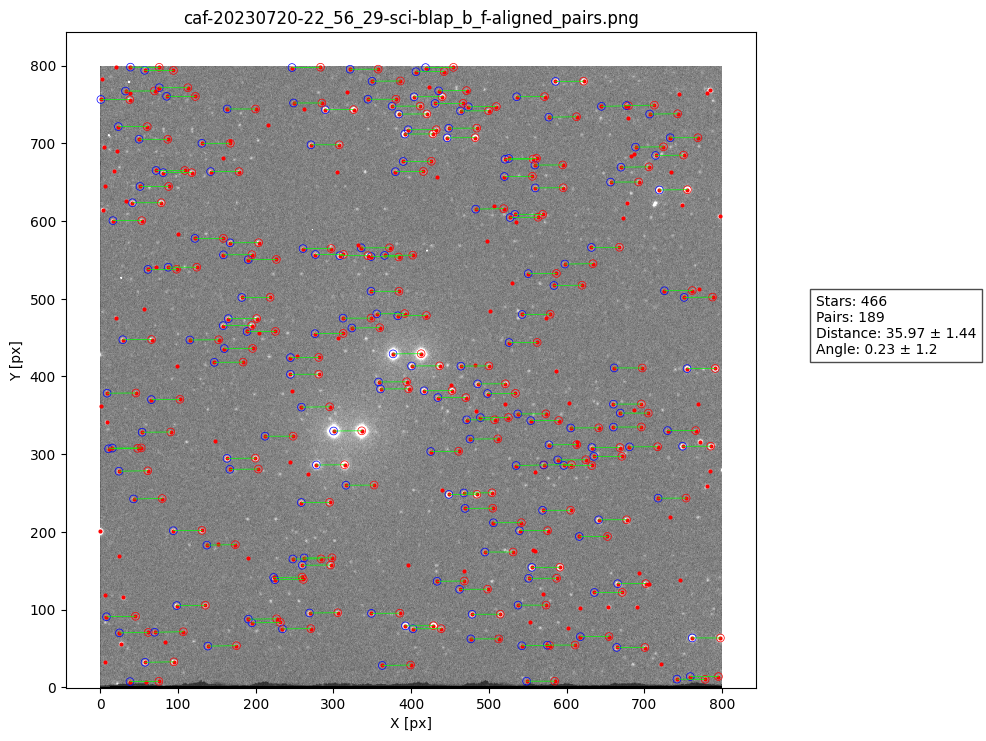 caf-20230720-22_56_29-sci-blap_b_f-aligned_pairs.png
800
700
600
500
400
300
200
100
0
Y [px]
0 100 200 300 400 500 600 700 800
X [px]
Stars: 466
Pairs: 189
Distance: 35.97 ± 1.44
Angle: 0.23 ± 1.2